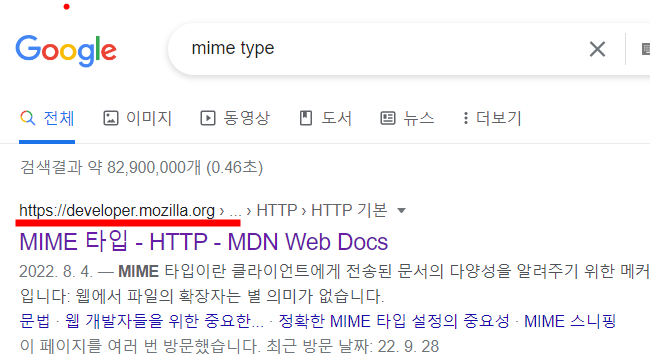 Google
mime type
전체 이미지 동영상 도서 뉴스 더보기
검색결과 약 82,900,000개 (0.46초)
https://developer.mozilla.org › ... › HTTP › HTTP 기본
MIME 타입 - HTTP - MDN Web Docs
2022. 8. 4. — MIME 타입이란 클라이언트에게 전송된 문서의 다양성을 알려주기 위한 메커
입니다: 웹에서 파일의 확장자는 별 의미가 없습니다.
문법 · 웹 개발자들을 위한 중요한... · 정확한 MIME 타입 설정의 중요성 · MIME 스니핑
이 페이지를 여러 번 방문했습니다. 최근 방문 날짜: 22. 9. 28